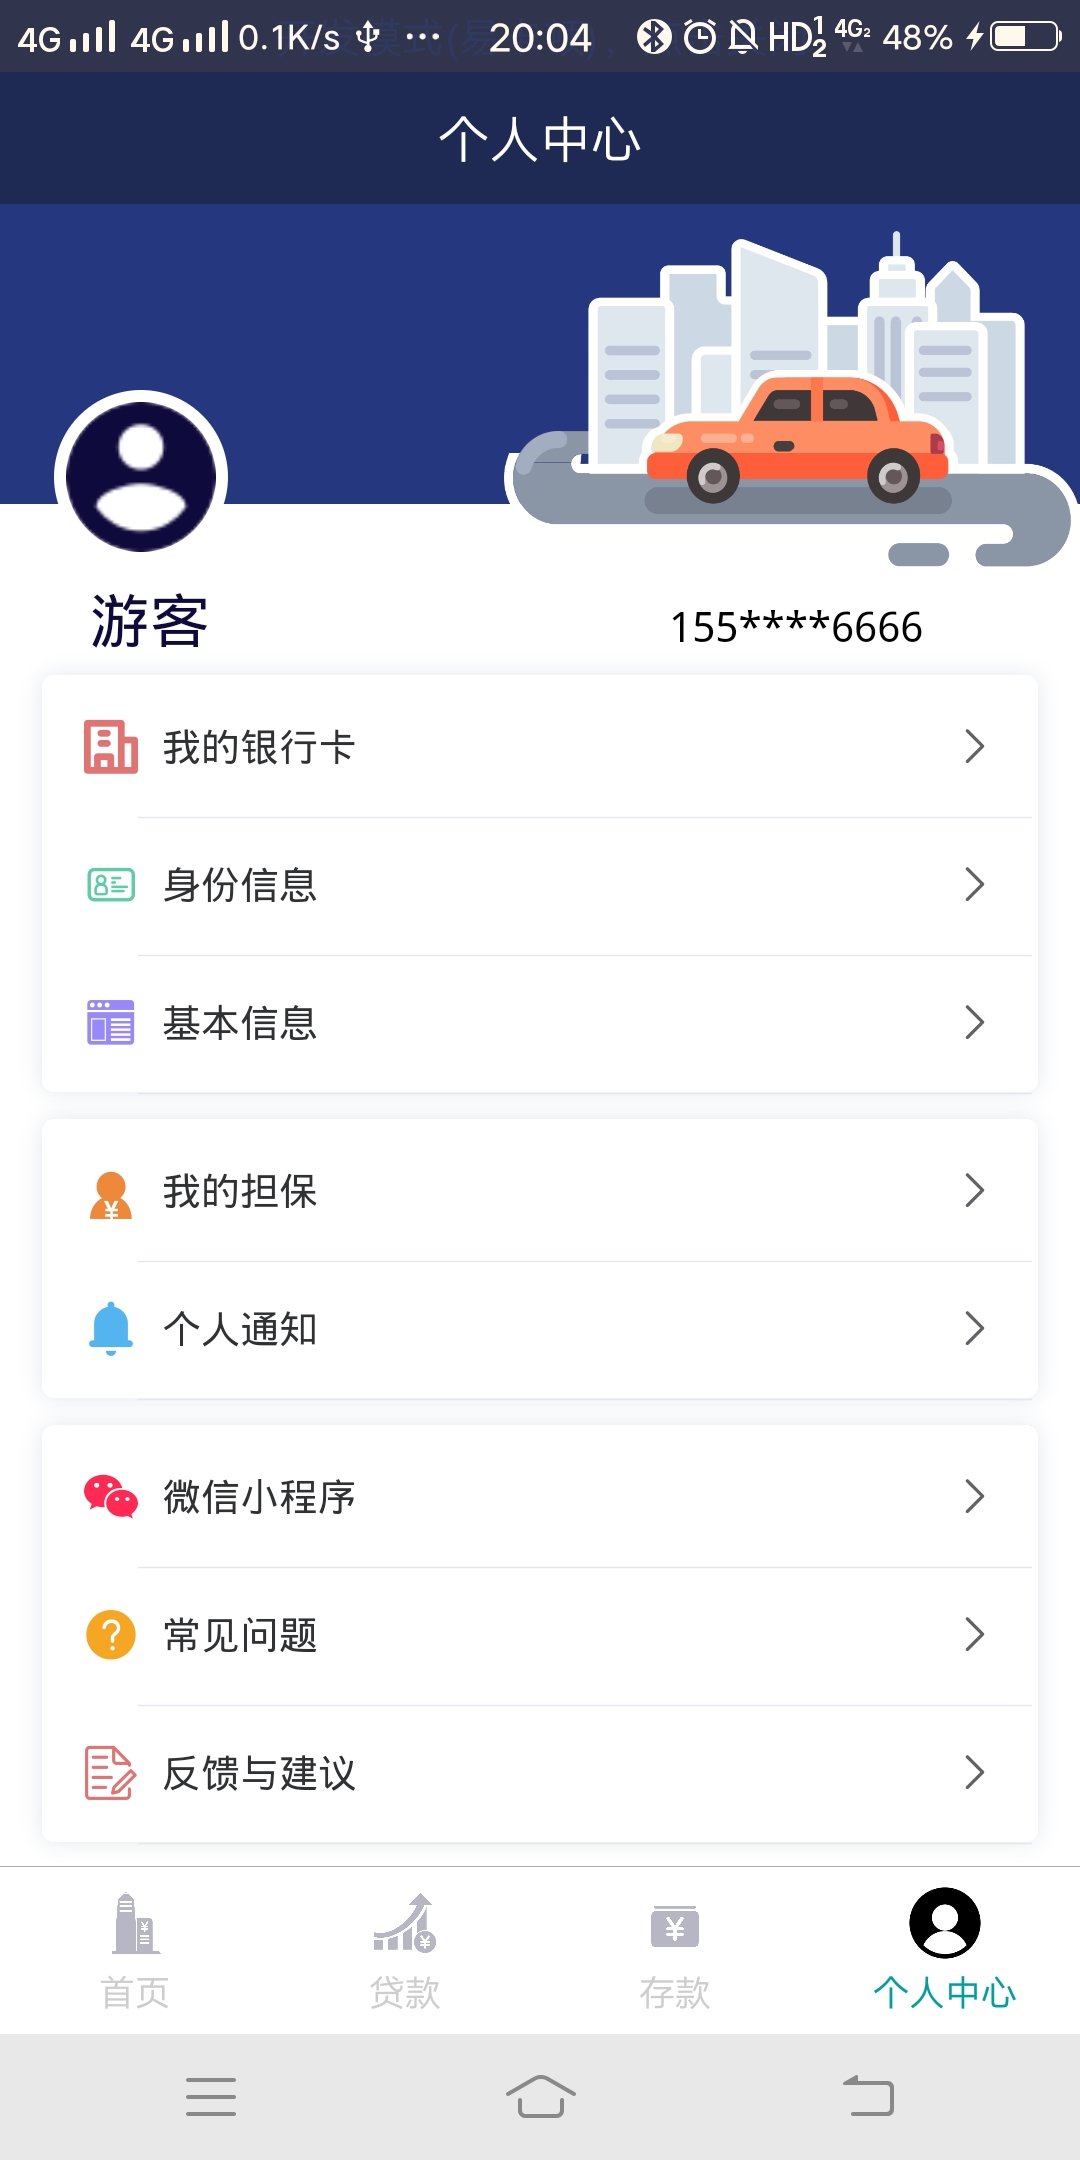 4G 4G 0.1K/s ··· 20:04 HD 1 2 4G2 48%
个人中心
游客
155****6666
我的银行卡
身份信息
基本信息
我的担保
个人通知
微信小程序
常见问题
反馈与建议
首页 贷款 存款 个人中心